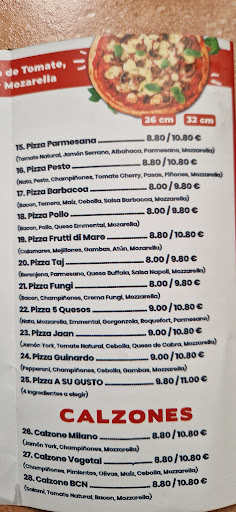 a de Tomate,
Mozarella
26 cm 32 cm
15. Pizza Parmesana 8.80 / 10.80 €
(Tomate Natural, Jamón Serrano, Albahaca, Parmesano, Mozzarella)
16. Pizza Pesto 8.80 / 10.80 €
(Nata, Pesto, Champiñones, Tomate Cherry, Pasas, Piñones, Mozzarella)
17. Pizza Barbacoa 8.00 / 9.80 €
(Bacon, Ternera, Maíz, Cebolla, Salsa Barbacoa, Mozzarella)
18. Pizza Pollo 8.00 / 9.80 €
(Bacon, Pollo, Queso Emmental, Mozarella)
19. Pizza Frutti di Mare 8.80 / 10.80 €
(Calamares, Mejillones, Gambas, Atún, Mozarella)
20. Pizza Taj 8.80 / 9.80 €
(Berenjena, Parmesano, Queso Buffala, Salsa Napoli, Mozzarella)
21. Pizza Fungi 8.80 / 9.80 €
(Bacon, Champiñones, Crema Fungi, Mozzarella)
22. Pizza 5 Quesos 9.00 / 10.80 €
(Nata, Mozzarella, Emmental, Gorgonzola, Roquefort, Parmesano)
23. Pizza Jaan 9.00 / 10.80 €
(Jamón York, Tomate Natural, Cebolla, Queso de Cabra, Mozzarella)
24. Pizza Guinardo 9.00 / 10.80 €
(Pepperoni, Champiñones, Cebolla, Gambas, Mozzarella)
25. Pizza A SU GUSTO 9.80 / 11.00 €
(4 ingredientes a elegir)
CALZONES
26. Calzone Milano 8.80 / 10.80 €
(Jamón York, Champiñones, Mozarella)
27. Calzone Vegetal 8.80 / 10.80 €
(Champiñones, Pimientos, Olivas, Maíz, Cebolla, Mozzarella)
28. Calzone BCN 8.80 / 10.80 €
(Salami, Tomate Natural, Bacon, Mozzarella)